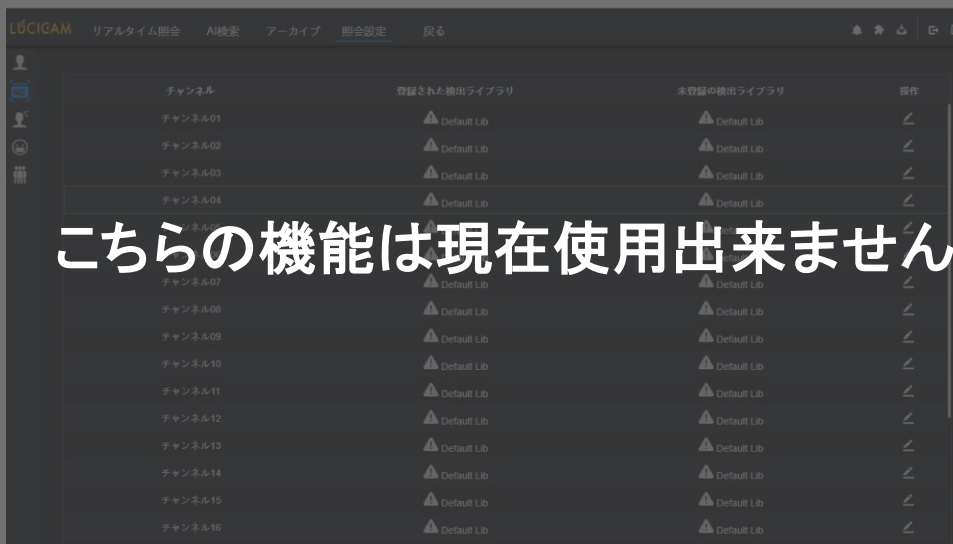 LUCICAM リアルタイム照会 AI検索 アーカイブ 照会設定 戻る
チャンネル 登録された検出ライブラリ 未登録の検出ライブラリ 操作
チャンネル01 Default Lib Default Lib
チャンネル02 Default Lib Default Lib
チャンネル03 Default Lib Default Lib
チャンネル04 Default Lib Default Lib
こちらの機能は現在使用出来ません
チャンネル07 Default Lib Default Lib
チャンネル08 Default Lib Default Lib
チャンネル09 Default Lib Default Lib
チャンネル10 Default Lib Default Lib
チャンネル11 Default Lib Default Lib
チャンネル12 Default Lib Default Lib
チャンネル13 Default Lib Default Lib
チャンネル14 Default Lib Default Lib
チャンネル15 Default Lib Default Lib
チャンネル16 Default Lib Default Lib